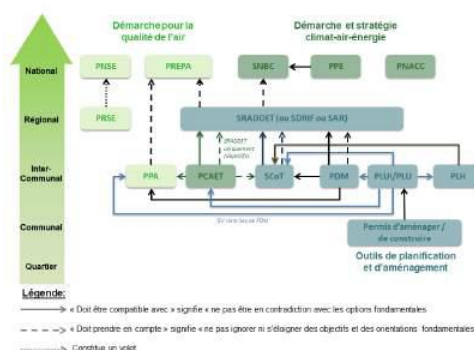 Démarche pour la
qualité de l'air
Démarche et stratégie
climat-air-énergie
National
PNSE
PREPA
SNBC
PPE
PNACC
Régional
PRSE
SRADDET (ou SDRIF ou SAR)
SRADDET
uniquement
Inter-
Communal
PPA
PCAET
SCoT
PDM
PLUi/PLU
PLH
Communal
Permis d'aménager /
de construire
Quartier
Outils de planification
et d'aménagement
Légende:
« Doit être compatible avec » signifie « ne pas être en contradiction avec les options fondamentales
« Doit prendre en compte » signifie « ne pas ignorer ni s'éloigner des objectifs et des orientations fondamentales
Constitue un volet